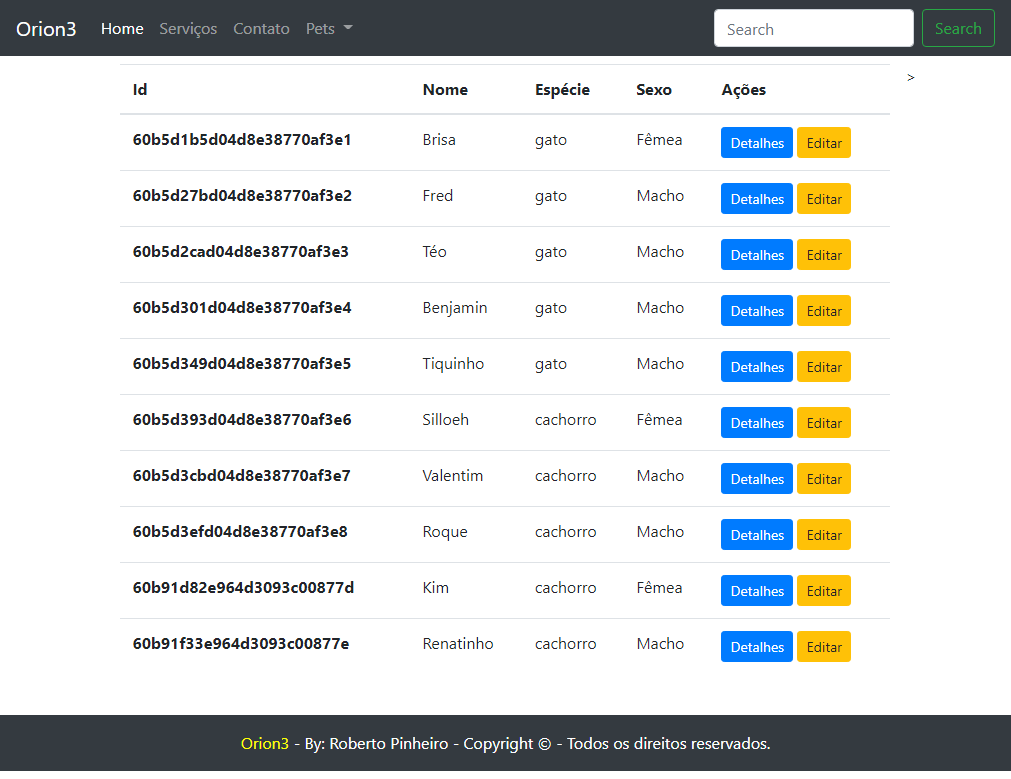 Orion3 Home Serviços Contato Pets Search Search
Id Nome Espécie Sexo Ações >
60b5d1b5d04d8e38770af3e1 Brisa gato Fêmea Detalhes Editar
60b5d27bd04d8e38770af3e2 Fred gato Macho Detalhes Editar
60b5d2cad04d8e38770af3e3 Téo gato Macho Detalhes Editar
60b5d301d04d8e38770af3e4 Benjamin gato Macho Detalhes Editar
60b5d349d04d8e38770af3e5 Tiquinho gato Macho Detalhes Editar
60b5d393d04d8e38770af3e6 Silloeh cachorro Fêmea Detalhes Editar
60b5d3cbd04d8e38770af3e7 Valentim cachorro Macho Detalhes Editar
60b5d3efd04d8e38770af3e8 Roque cachorro Macho Detalhes Editar
60b91d82e964d3093c00877d Kim cachorro Fêmea Detalhes Editar
60b91f33e964d3093c00877e Renatinho cachorro Macho Detalhes Editar
Orion3 - By: Roberto Pinheiro - Copyright © - Todos os direitos reservados.